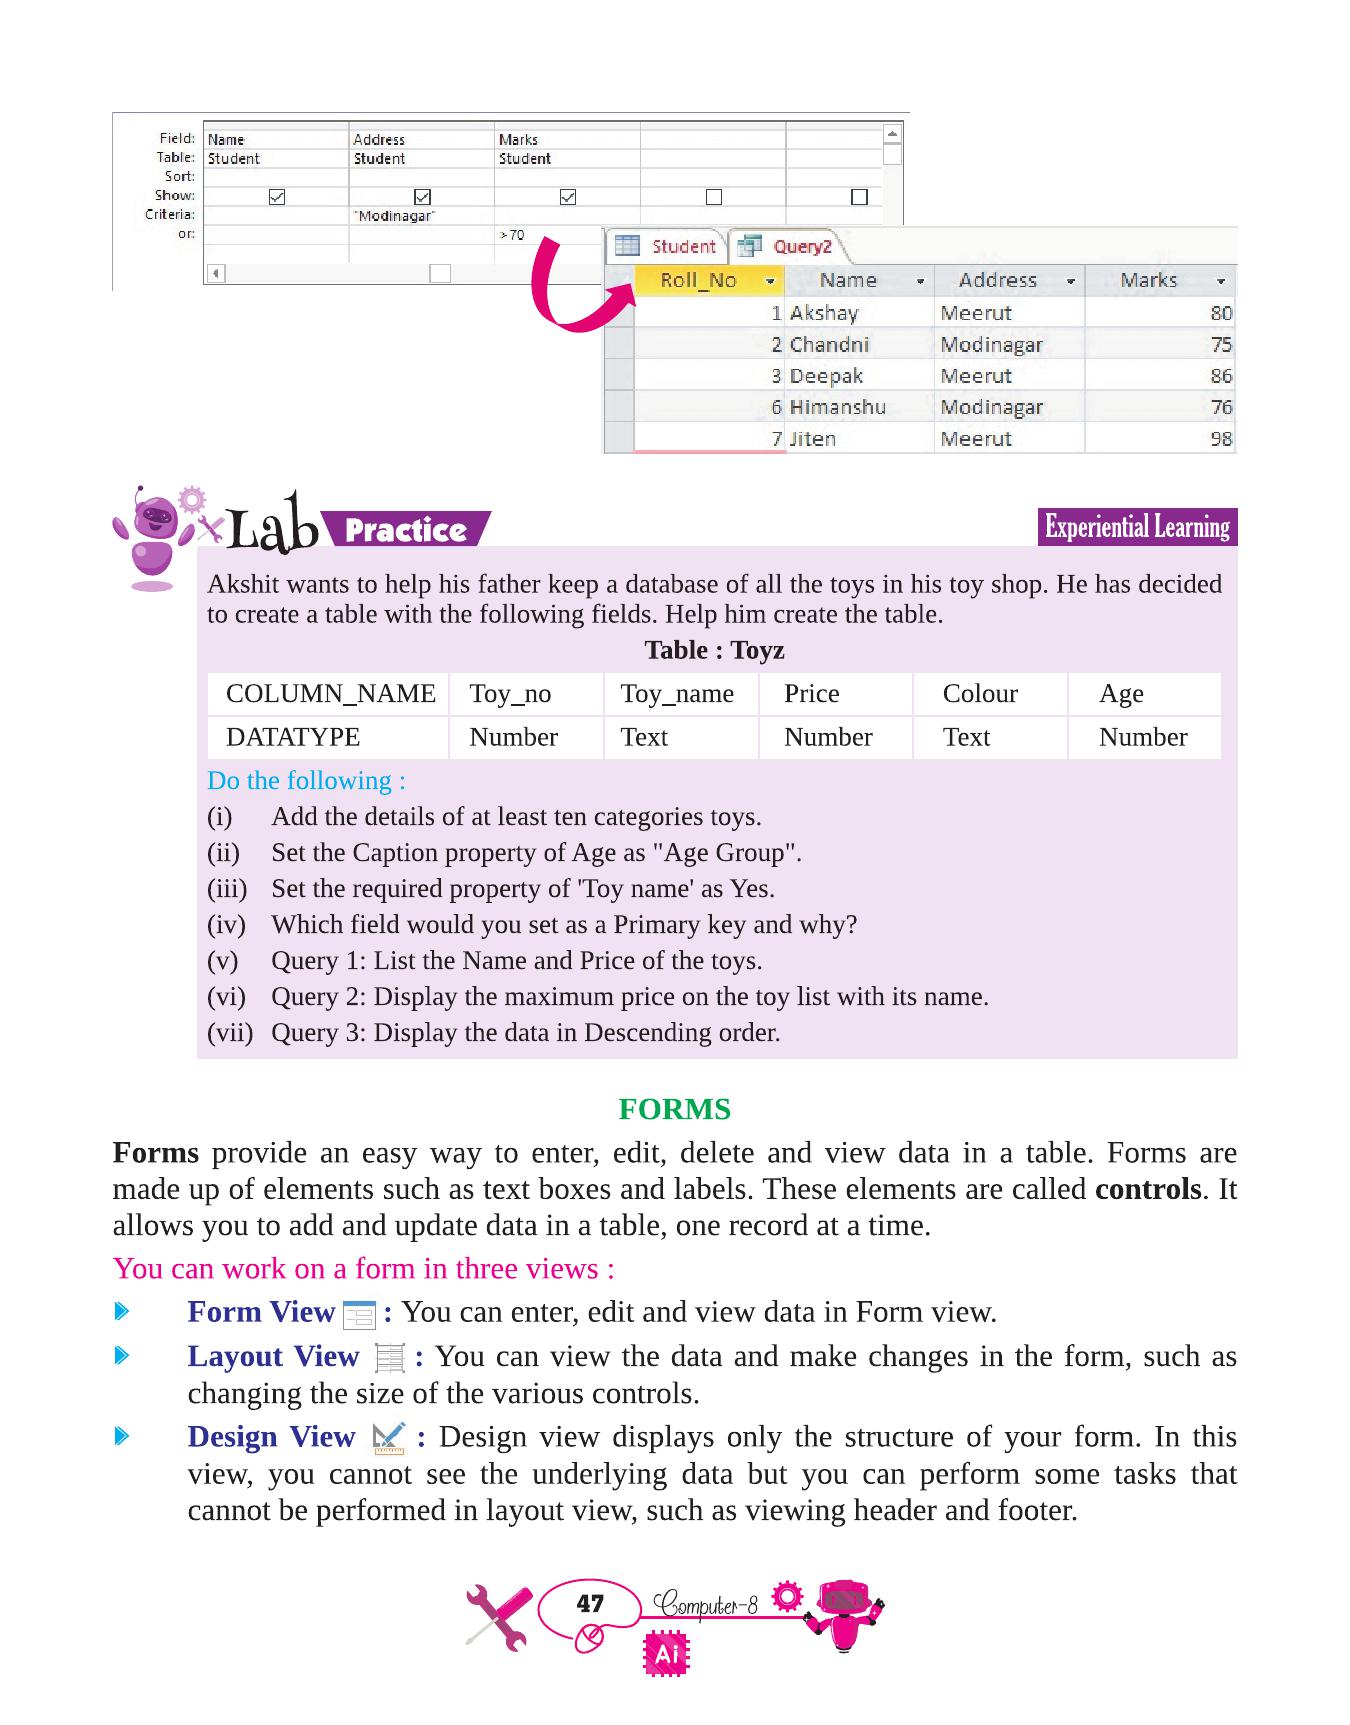 Field: Name Address Marks
Table: Student Student Student
Sort:
Show:
Criteria: "Modinagar"
or: >70
Student Query2
Roll_No Name Address Marks
1 Akshay Meerut 80
2 Chandni Modinagar 75
3 Deepak Meerut 86
6 Himanshu Modinagar 76
7 Jiten Meerut 98
Lab Practice Experiential Learning
Akshit wants to help his father keep a database of all the toys in his toy shop. He has decided
to create a table with the following fields. Help him create the table.
Table : Toyz
COLUMN_NAME Toy_no Toy_name Price Colour Age
DATATYPE Number Text Number Text Number
Do the following :
(i) Add the details of at least ten categories toys.
(ii) Set the Caption property of Age as "Age Group".
(iii) Set the required property of 'Toy name' as Yes.
(iv) Which field would you set as a Primary key and why?
(v) Query 1: List the Name and Price of the toys.
(vi) Query 2: Display the maximum price on the toy list with its name.
(vii) Query 3: Display the data in Descending order.
FORMS
Forms provide an easy way to enter, edit, delete and view data in a table. Forms are
made up of elements such as text boxes and labels. These elements are called controls. It
allows you to add and update data in a table, one record at a time.
You can work on a form in three views :
Form View : You can enter, edit and view data in Form view.
Layout View : You can view the data and make changes in the form, such as
changing the size of the various controls.
Design View : Design view displays only the structure of your form. In this
view, you cannot see the underlying data but you can perform some tasks that
cannot be performed in layout view, such as viewing header and footer.
47 Computer-8
Ai